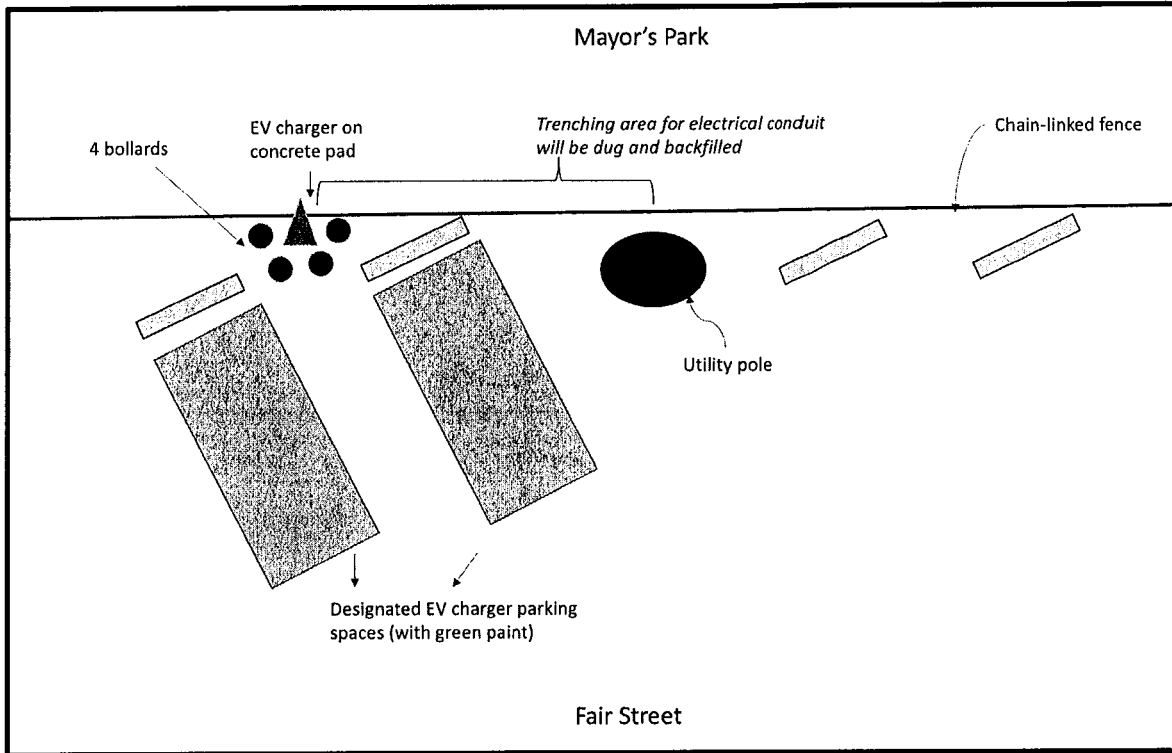 Mayor's Park
EV charger on
concrete pad
4 bollards
Trenching area for electrical conduit
will be dug and backfilled
Chain-linked fence
Utility pole
Designated EV charger parking
spaces (with green paint)
Fair Street